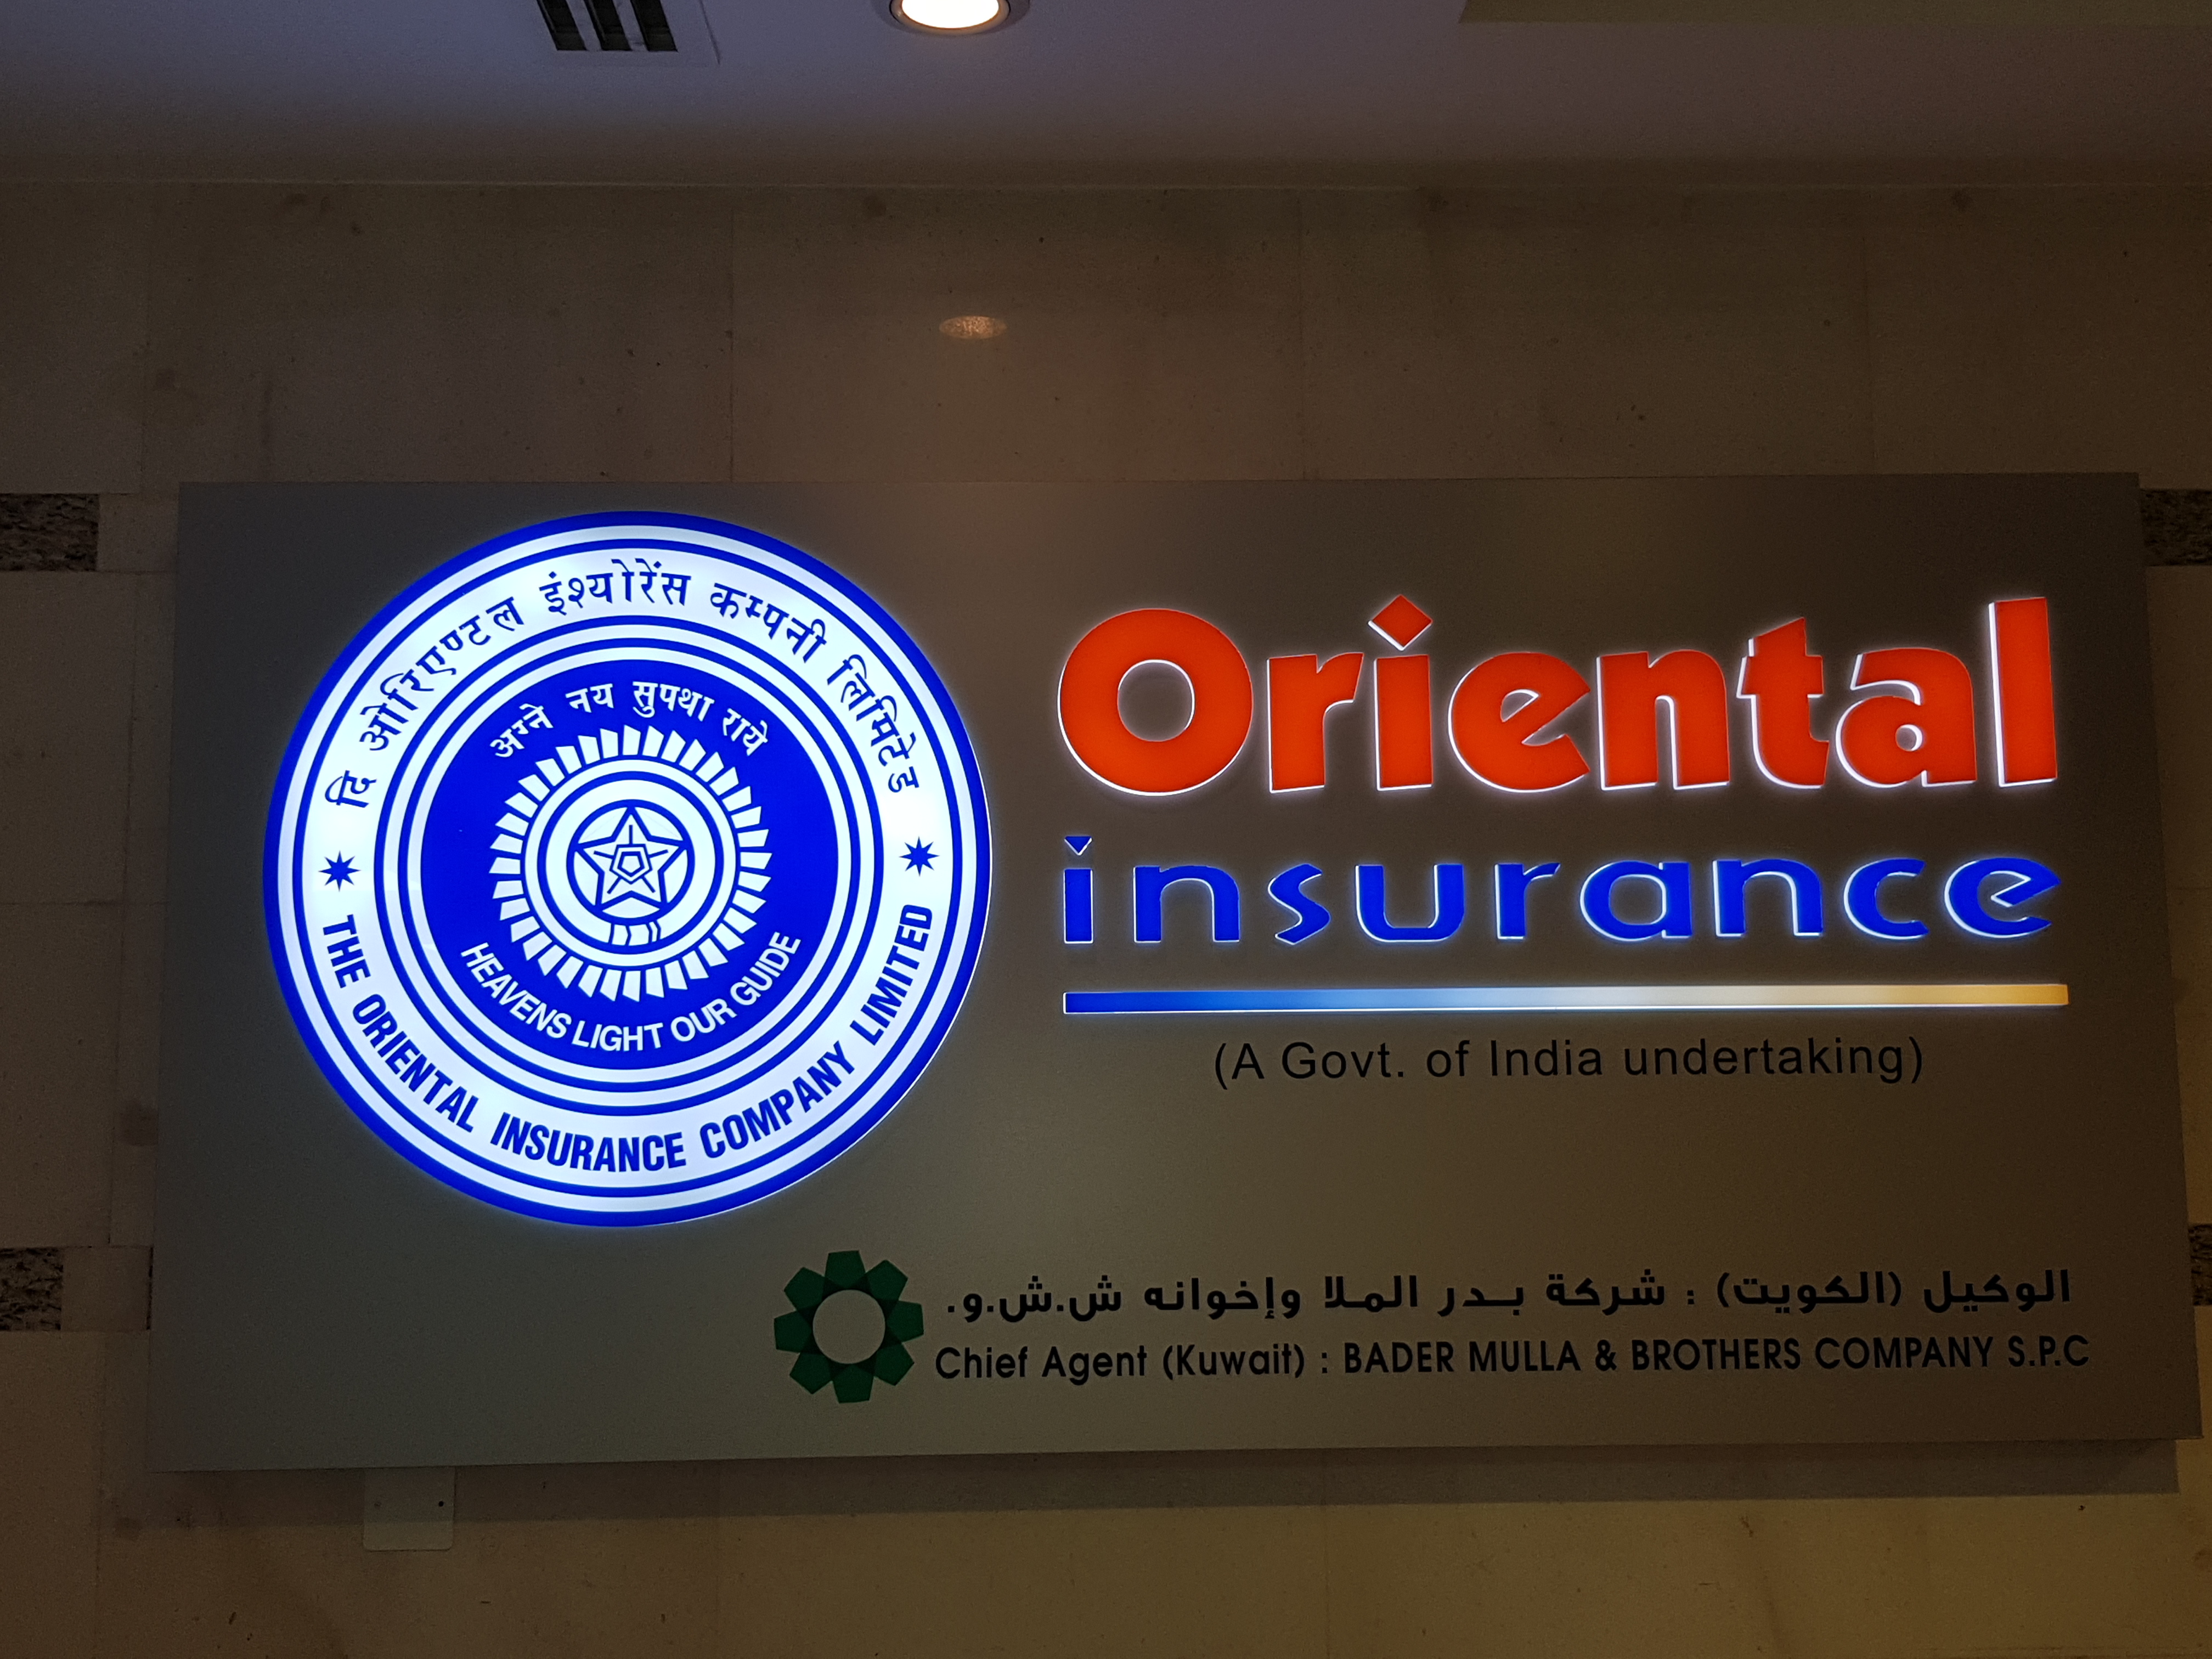 दि ओरिएण्टल इंश्योरेंस कम्पनी लिमिटेड
अग्ने नय सुपथा राये
HEAVENS LIGHT OUR GUIDE
THE ORIENTAL INSURANCE COMPANY LIMITED
Oriental
insurance
(A Govt. of India undertaking)
الوكيل (الكويت) : شركة بدر الملا وإخوانه ش.ش.و.
Chief Agent (Kuwait) : BADER MULLA & BROTHERS COMPANY S.P.C